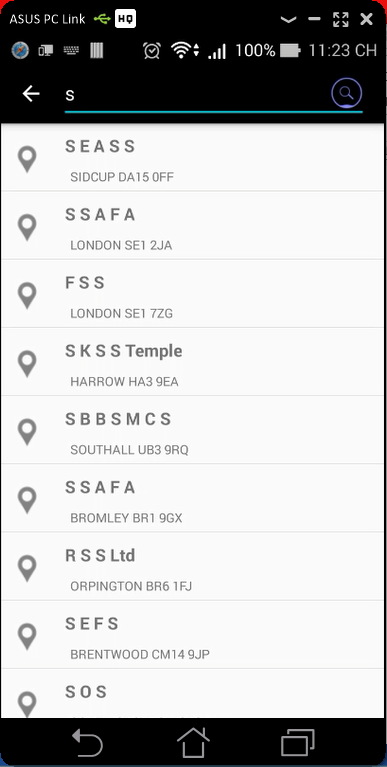 ASUS PC Link HQ
100% 11:23 CH
s
S E A S S
SIDCUP DA15 0FF
S S A F A
LONDON SE1 2JA
F S S
LONDON SE1 7ZG
S K S S Temple
HARROW HA3 9EA
S B B S M C S
SOUTHALL UB3 9RQ
S S A F A
BROMLEY BR1 9GX
R S S Ltd
ORPINGTON BR6 1FJ
S E F S
BRENTWOOD CM14 9JP
S O S